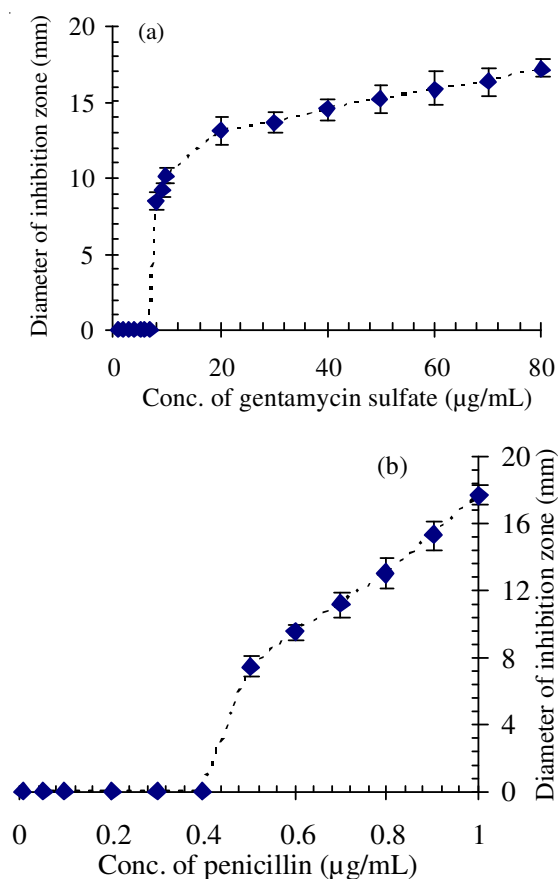 (a)
Diameter of inhibition zone (mm)
20
15
10
5
0
0 20 40 60 80
Conc. of gentamycin sulfate (µg/mL)
(b)
20
16
12
8
4
0
Diameter of inhibition zone (mm)
0 0.2 0.4 0.6 0.8 1
Conc. of penicillin (µg/mL)